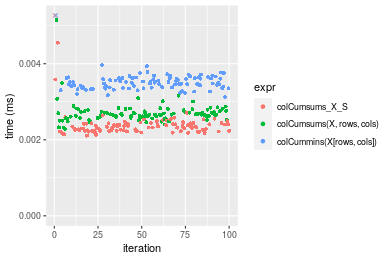 0.004
0.002
0.000
time (ms)
0
25
50
75
100
iteration
expr
colCumsums_X_S
colCumsums(X, rows, cols)
colCummins(X[rows, cols])